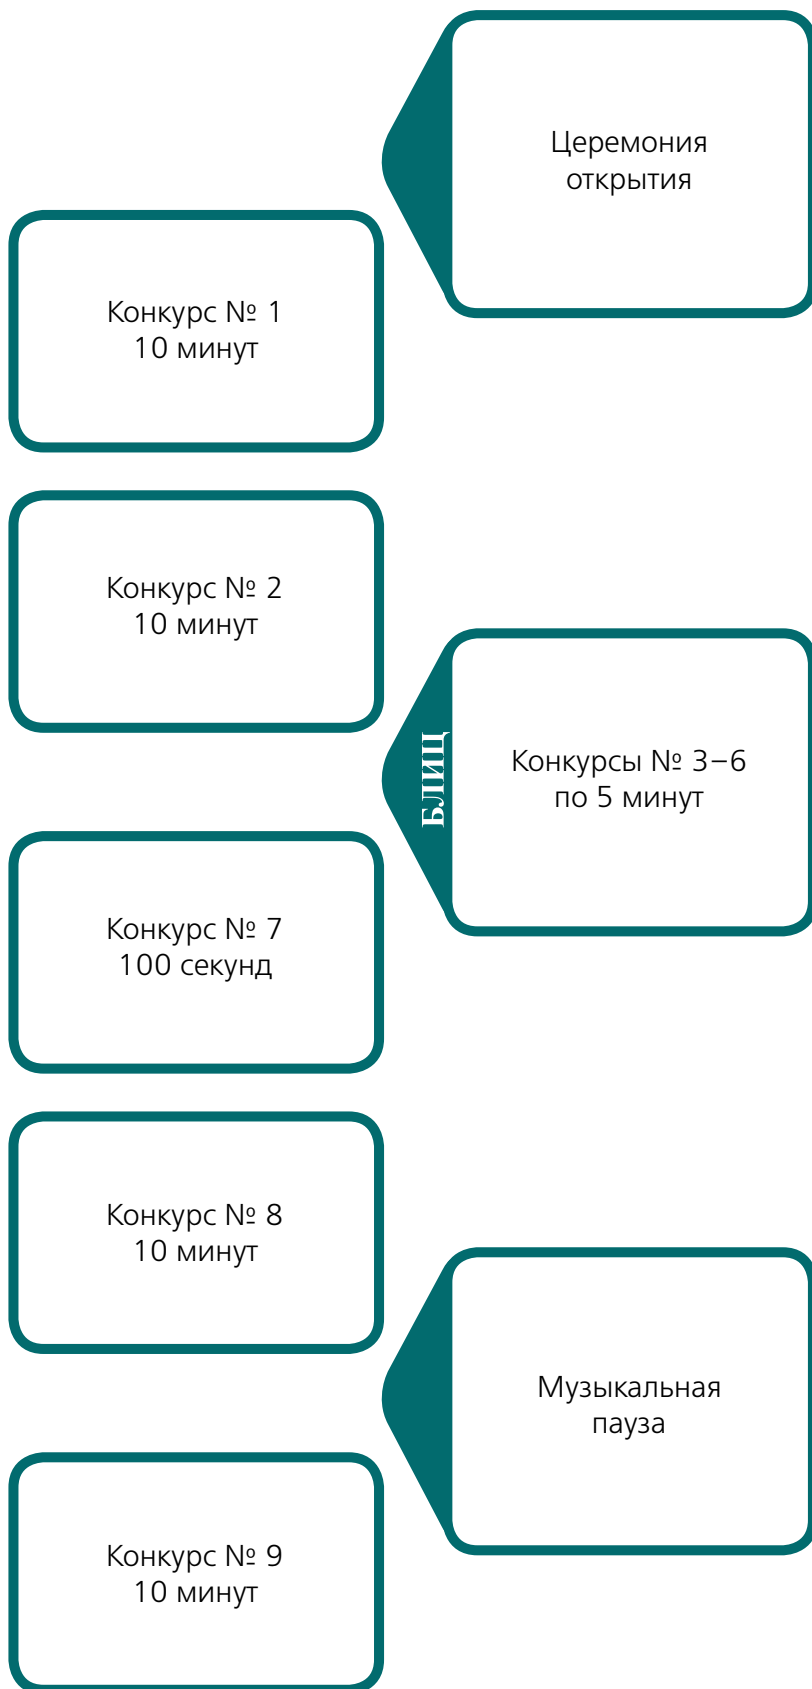 Церемония
открытия
Конкурс № 1
10 минут
Конкурс № 2
10 минут
БЛИЦ
Конкурсы № 3–6
по 5 минут
Конкурс № 7
100 секунд
Конкурс № 8
10 минут
Музыкальная
пауза
Конкурс № 9
10 минут